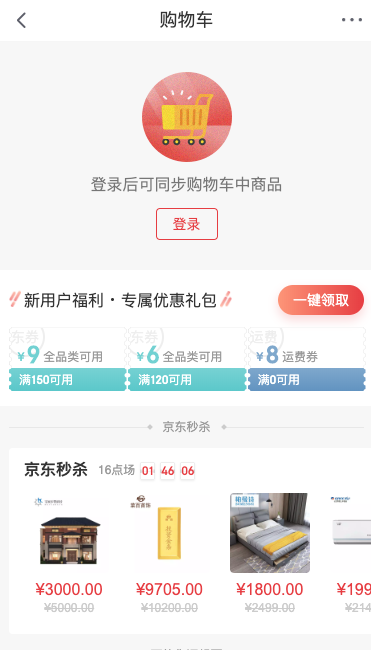 购物车
登录后可同步购物车中商品
登录
新用户福利·专属优惠礼包
一键领取
东券 东券 运费
¥9 全品类可用 ¥6 全品类可用 ¥8 运费券
满150可用 满120可用 满0可用
京东秒杀
京东秒杀 16点场 01 46 06
¥3000.00 ¥9705.00 ¥1800.00 ¥199
¥5000.00 ¥10200.00 ¥2499.00 ¥214